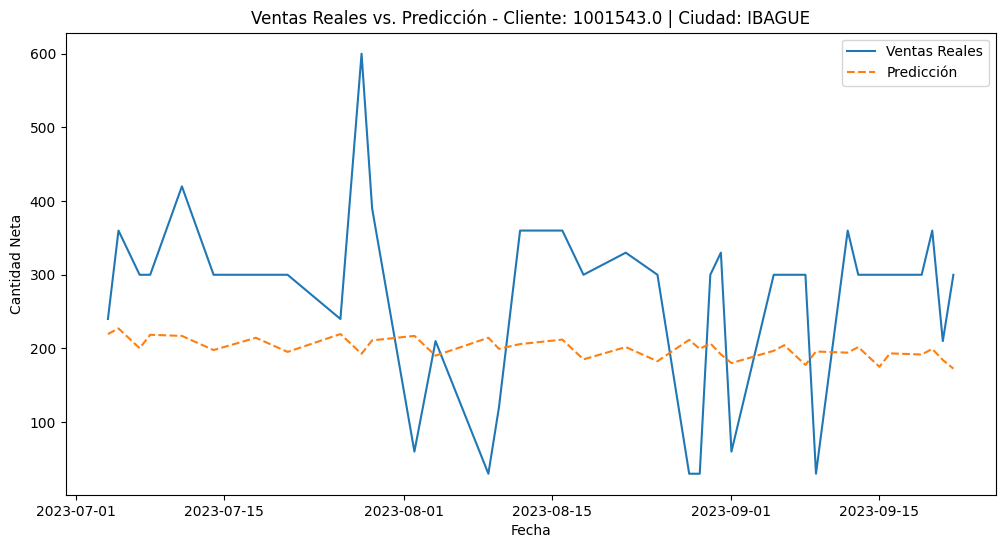 Ventas Reales vs. Predicción - Cliente: 1001543.0 | Ciudad: IBAGUE
Ventas Reales
Predicción
Cantidad Neta
600
500
400
300
200
100
2023-07-01
2023-07-15
2023-08-01
2023-08-15
2023-09-01
2023-09-15
Fecha